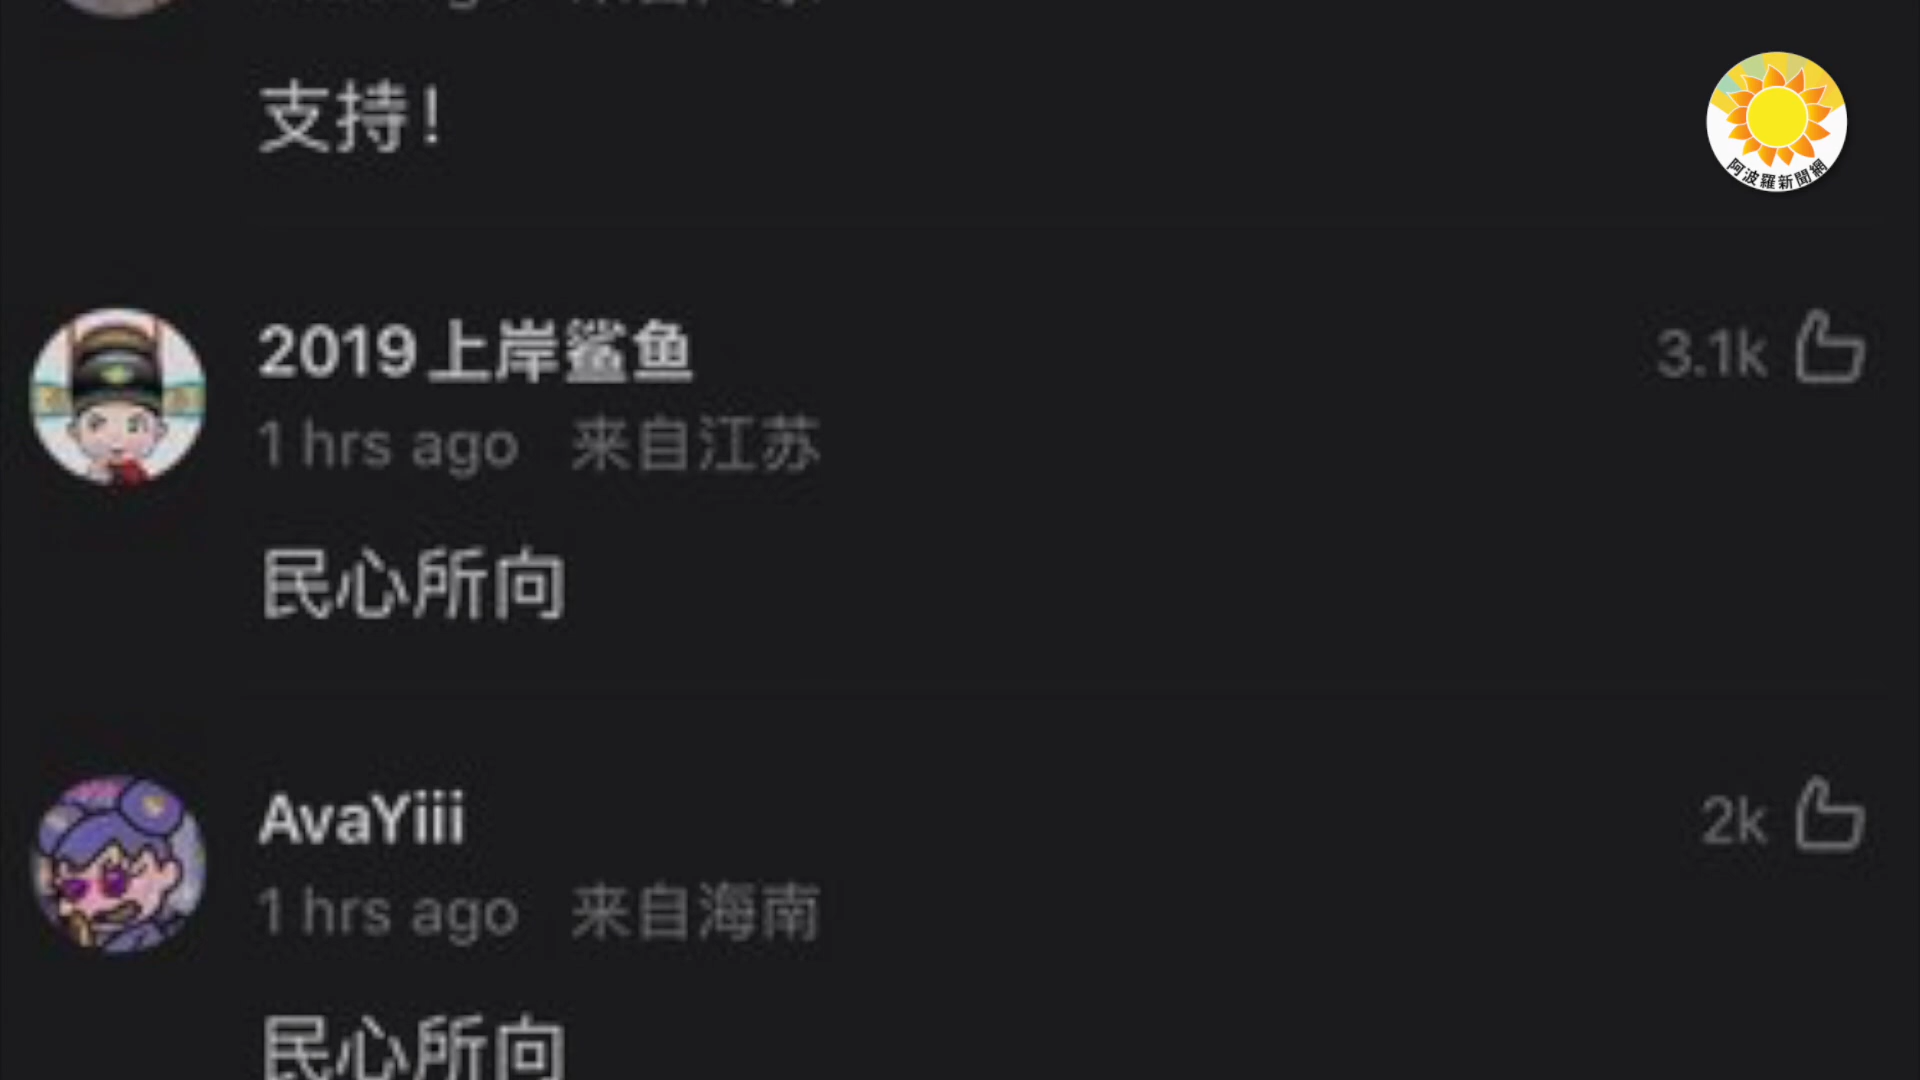 支持！
阿波羅新聞網
2019上岸鲨鱼
3.1k
1 hrs ago 来自江苏
民心所向
AvaYiii
2k
1 hrs ago 来自海南
民心所向